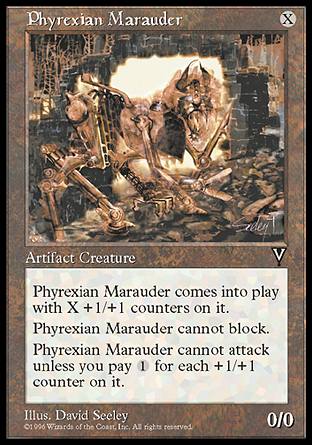 Phyrexian Marauder X
Artifact Creature V
Phyrexian Marauder comes into play
with X +1/+1 counters on it.
Phyrexian Marauder cannot block.
Phyrexian Marauder cannot attack
unless you pay 1 for each +1/+1
counter on it.
Illus. David Seeley
©1996 Wizards of the Coast, Inc. All rights reserved.
0/0
Seeley